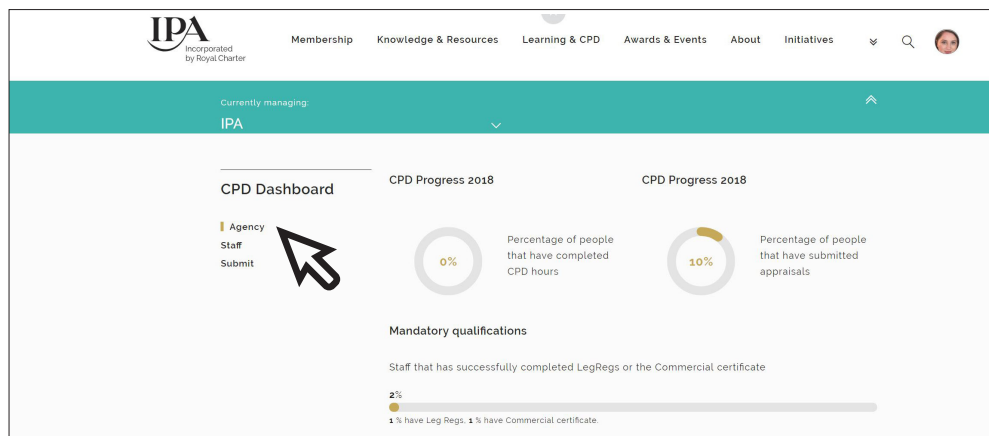 IPA
Incorporated
by Royal Charter
Membership Knowledge & Resources Learning & CPD Awards & Events About Initiatives
Currently managing:
IPA
CPD Dashboard
Agency
Staff
Submit
CPD Progress 2018
0%
Percentage of people
that have completed
CPD hours
CPD Progress 2018
10%
Percentage of people
that have submitted
appraisals
Mandatory qualifications
Staff that has successfully completed LegRegs or the Commercial certificate
2%
1 % have Leg Regs, 1 % have Commercial certificate.